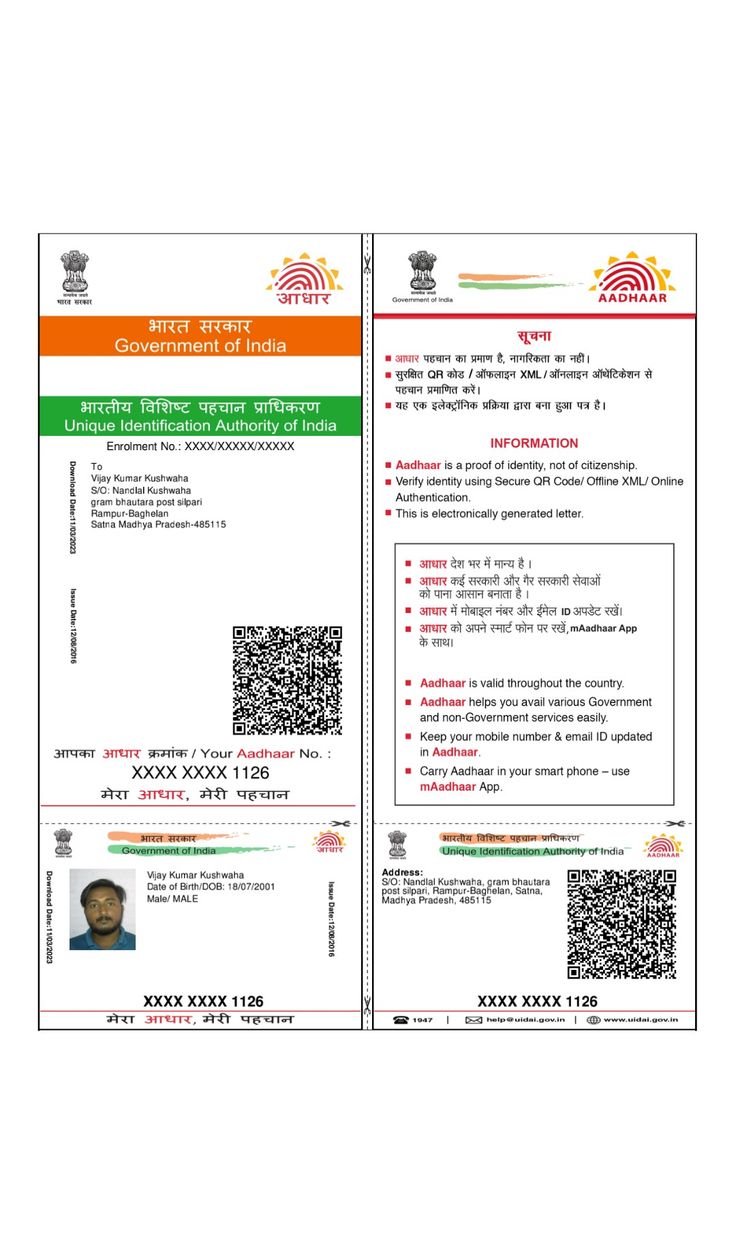 सत्यमेव जयते
भारत सरकार
आधार
भारत सरकार
Government of India
भारतीय विशिष्ट पहचान प्राधिकरण
Unique Identification Authority of India
Enrolment No.: XXXX/XXXXX/XXXXX
Download Date:11/03/2023
To
Vijay Kumar Kushwaha
S/O: Nandlal Kushwaha
gram bhautara post silpari
Rampur-Baghelan
Satna Madhya Pradesh-485115
Issue Date:12/08/2016
आपका आधार क्रमांक / Your Aadhaar No. :
XXXX XXXX 1126
मेरा आधार, मेरी पहचान
सत्यमेव जयते
Government of India
AADHAAR
सूचना
आधार पहचान का प्रमाण है, नागरिकता का नहीं।
सुरक्षित QR कोड / ऑफलाइन XML / ऑनलाइन ऑथेंटिकेशन से
पहचान प्रमाणित करें।
यह एक इलेक्ट्रॉनिक प्रक्रिया द्वारा बना हुआ पत्र है।
INFORMATION
Aadhaar is a proof of identity, not of citizenship.
Verify identity using Secure QR Code/ Offline XML/ Online
Authentication.
This is electronically generated letter.
आधार देश भर में मान्य है ।
आधार कई सरकारी और गैर सरकारी सेवाओं
को पाना आसान बनाता है ।
आधार में मोबाइल नंबर और ईमेल ID अपडेट रखें।
आधार को अपने स्मार्ट फोन पर रखें, mAadhaar App
के साथ।
Aadhaar is valid throughout the country.
Aadhaar helps you avail various Government
and non-Government services easily.
Keep your mobile number & email ID updated
in Aadhaar.
Carry Aadhaar in your smart phone – use
mAadhaar App.
भारत सरकार
Government of India
आधार
Download Date:11/03/2023
Vijay Kumar Kushwaha
Date of Birth/DOB: 18/07/2001
Male/ MALE
Issue Date:12/08/2016
XXXX XXXX 1126
मेरा आधार, मेरी पहचान
भारतीय विशिष्ट पहचान प्राधिकरण
Unique Identification Authority of India
AADHAAR
Address:
S/O: Nandlal Kushwaha, gram bhautara
post silpari, Rampur-Baghelan, Satna,
Madhya Pradesh, 485115
XXXX XXXX 1126
1947 | help@uidai.gov.in | www.uidai.gov.in